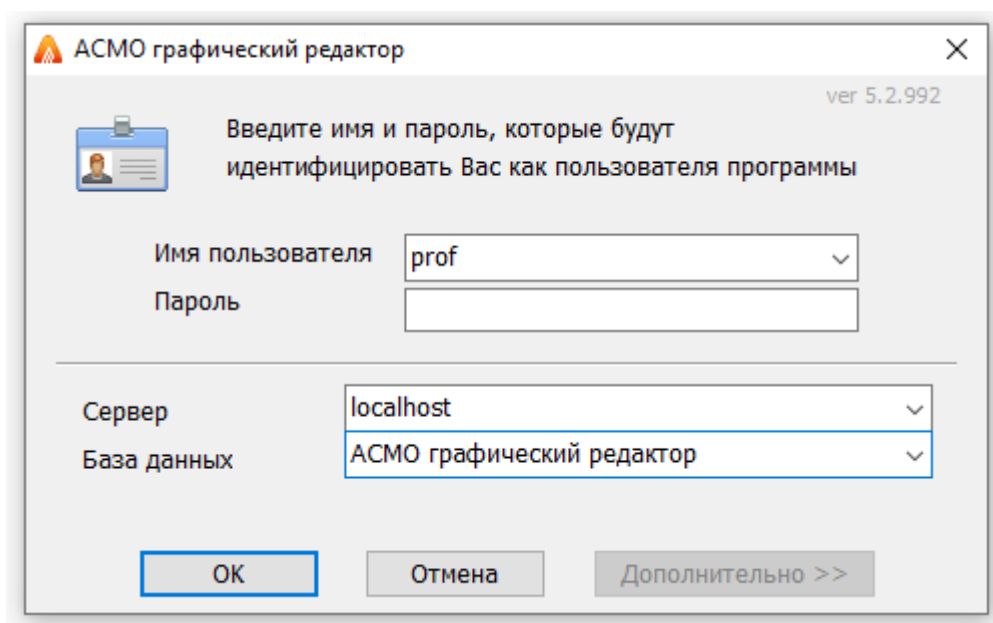 АСМО графический редактор
ver 5.2.992
Введите имя и пароль, которые будут
идентифицировать Вас как пользователя программы
Имя пользователя prof
Пароль
Сервер localhost
База данных АСМО графический редактор
OK Отмена Дополнительно >>